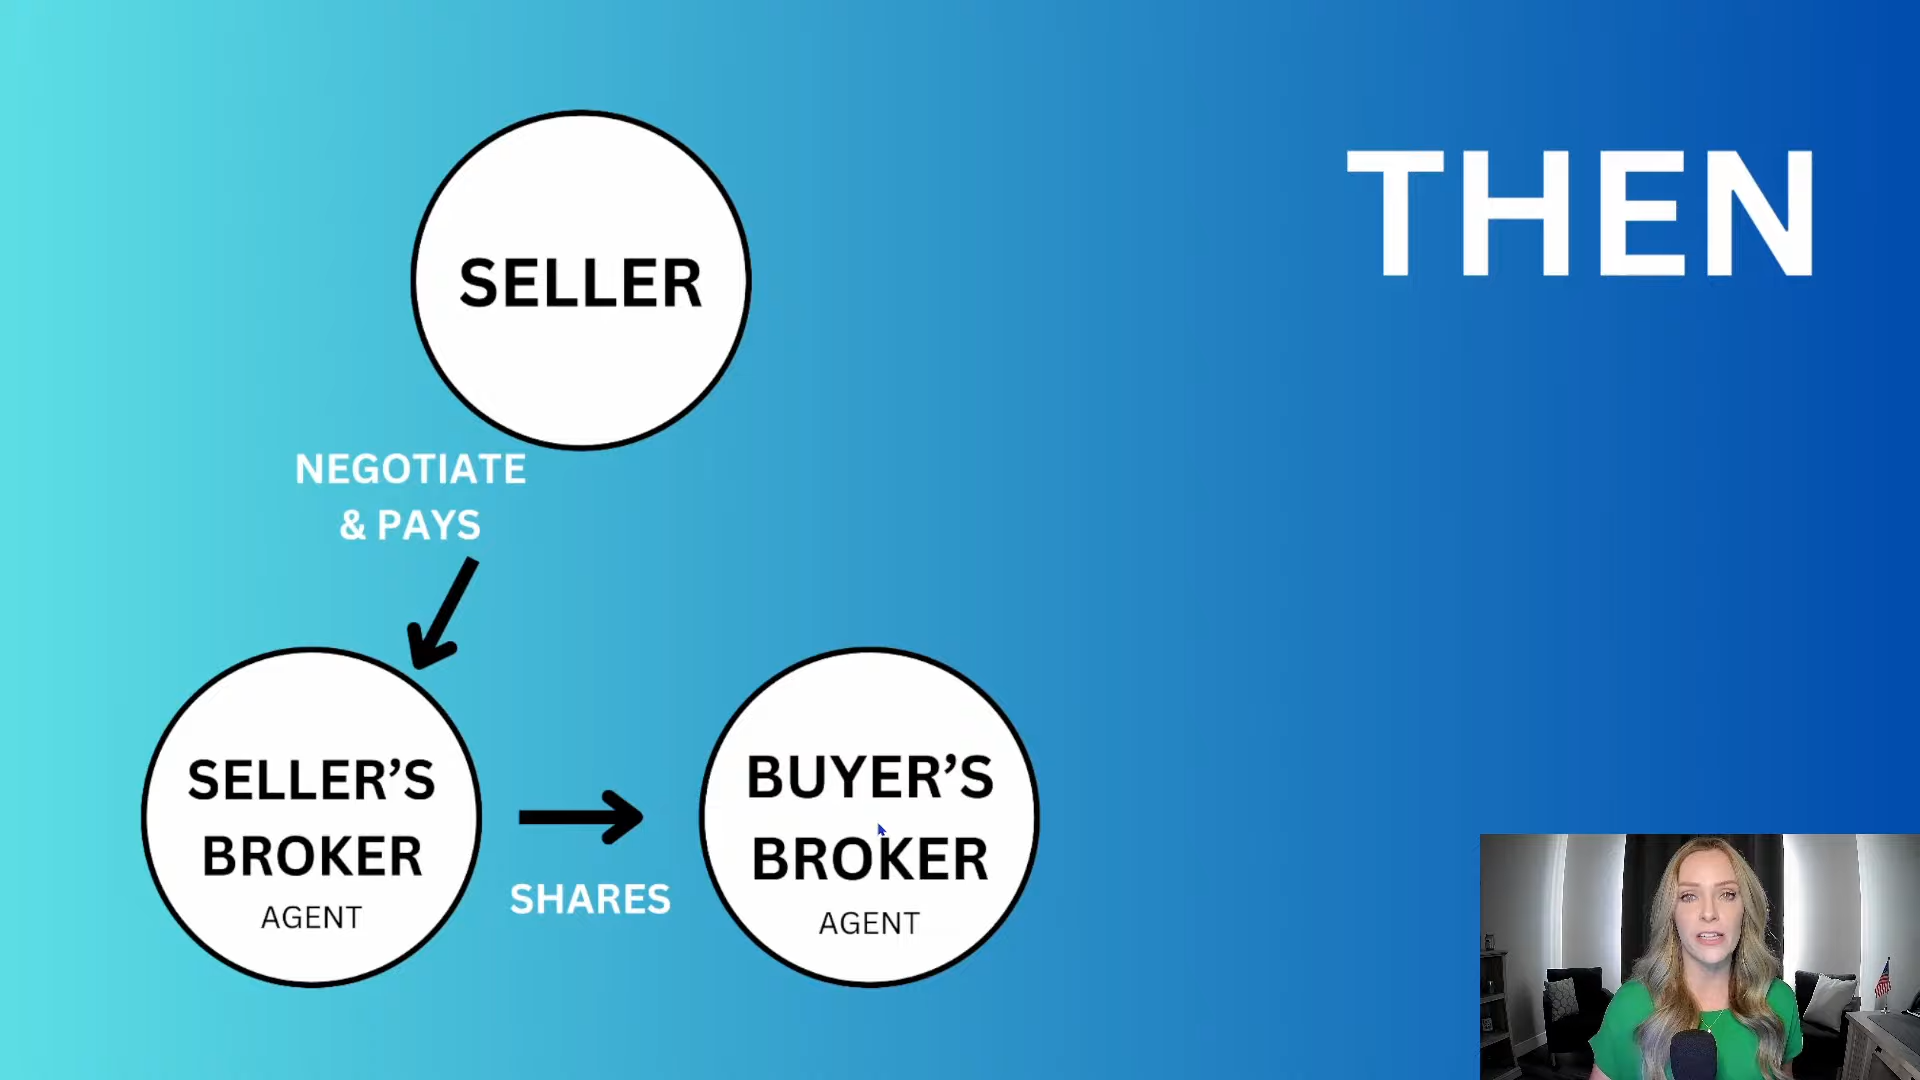 THEN
SELLER
NEGOTIATE
& PAYS
SELLER’S
BROKER
AGENT
SHARES
BUYER’S
BROKER
AGENT